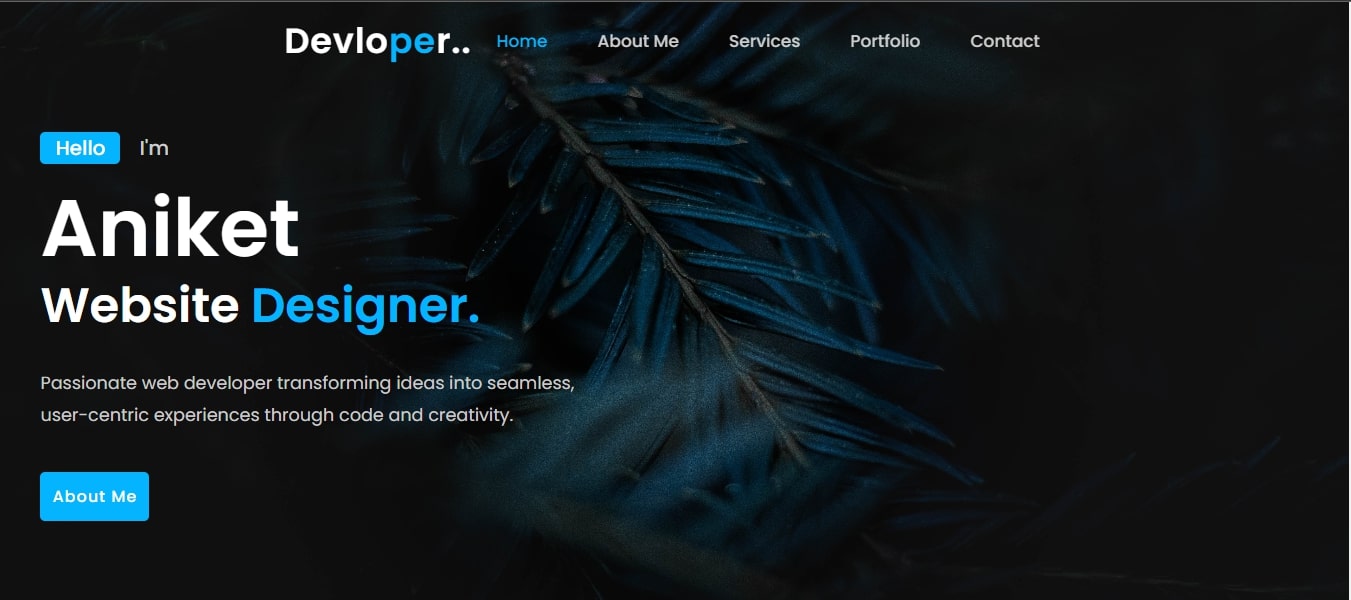 Devloper.. Home About Me Services Portfolio Contact
Hello I'm
Aniket
Website Designer.
Passionate web developer transforming ideas into seamless,
user-centric experiences through code and creativity.
About Me